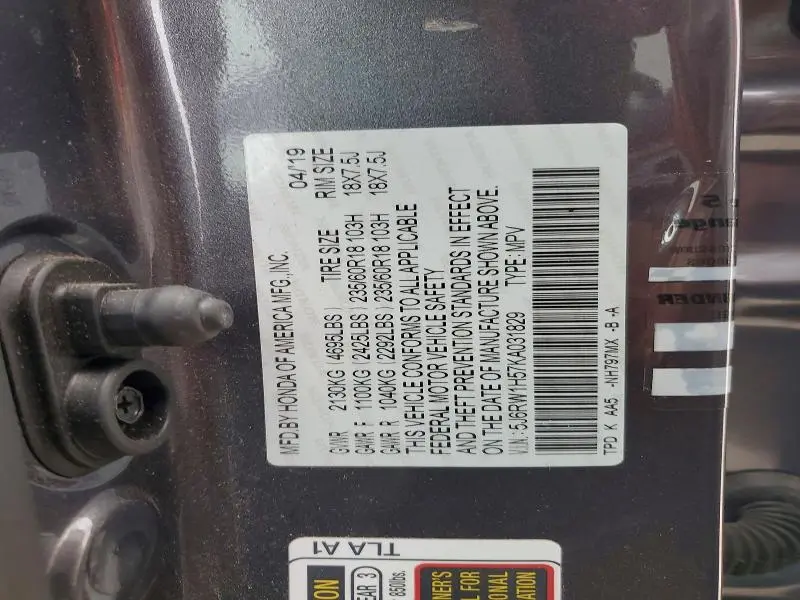 MFD.BY HONDA OF AMERICA MFG.,INC.
04/19
GVWR 2130KG (4695LBS) TIRE SIZE RIM SIZE
GAWR F 1100KG (2425LBS) 235/60R18 103H 18X7.5J
GAWR R 1040KG (2292LBS) 235/60R18 103H 18X7.5J
THIS VEHICLE CONFORMS TO ALL APPLICABLE
FEDERAL MOTOR VEHICLE SAFETY
AND THEFT PREVENTION STANDARDS IN EFFECT
ON THE DATE OF MANUFACTURE SHOWN ABOVE.
V.I.N.: 5J6RW1H57KA031829 TYPE: MPV
TPD K AA5 -NH797MX -B -A
TLA A1